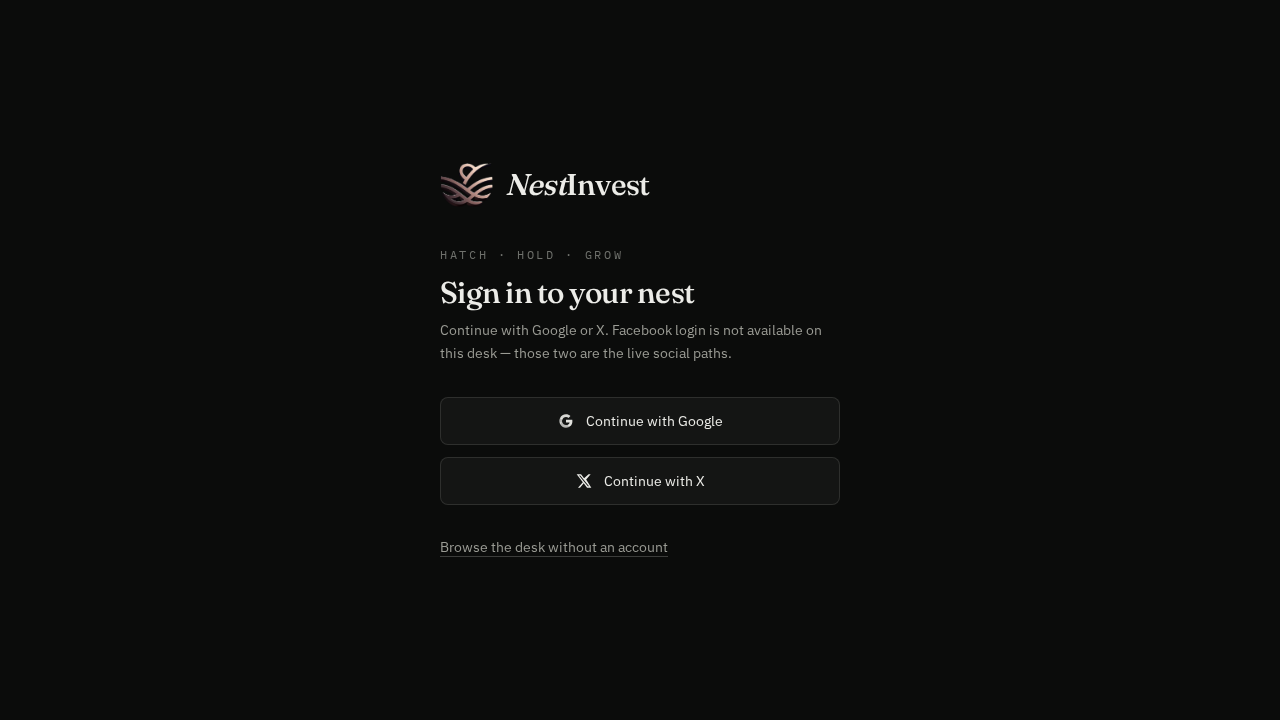 NestInvest
HATCH · HOLD · GROW
Sign in to your nest
Continue with Google or X. Facebook login is not available on
this desk — those two are the live social paths.
Continue with Google
Continue with X
Browse the desk without an account